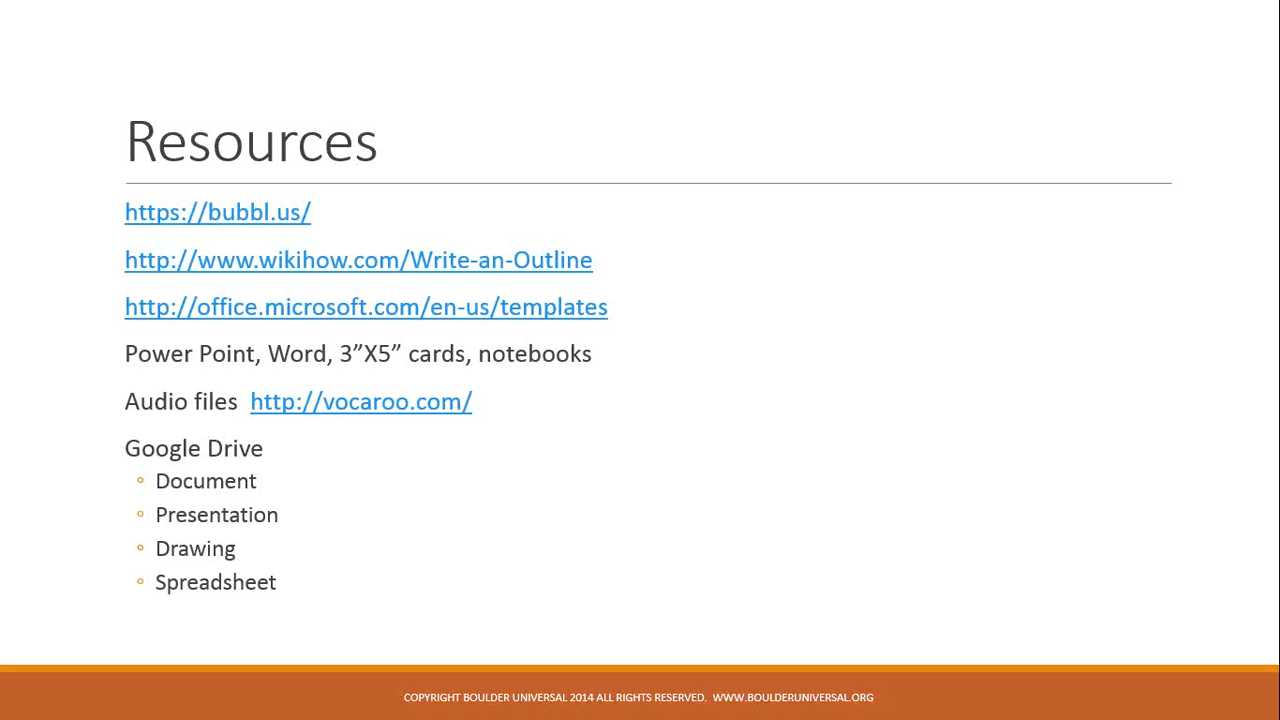 Resources
https://bubbl.us/
http://www.wikihow.com/Write-an-Outline
http://office.microsoft.com/en-us/templates
Power Point, Word, 3”X5” cards, notebooks
Audio files  http://vocaroo.com/
Google Drive
◦ Document
◦ Presentation
◦ Drawing
◦ Spreadsheet
COPYRIGHT BOULDER UNIVERSAL 2014 ALL RIGHTS RESERVED.  WWW.BOULDERUNIVERSAL.ORG